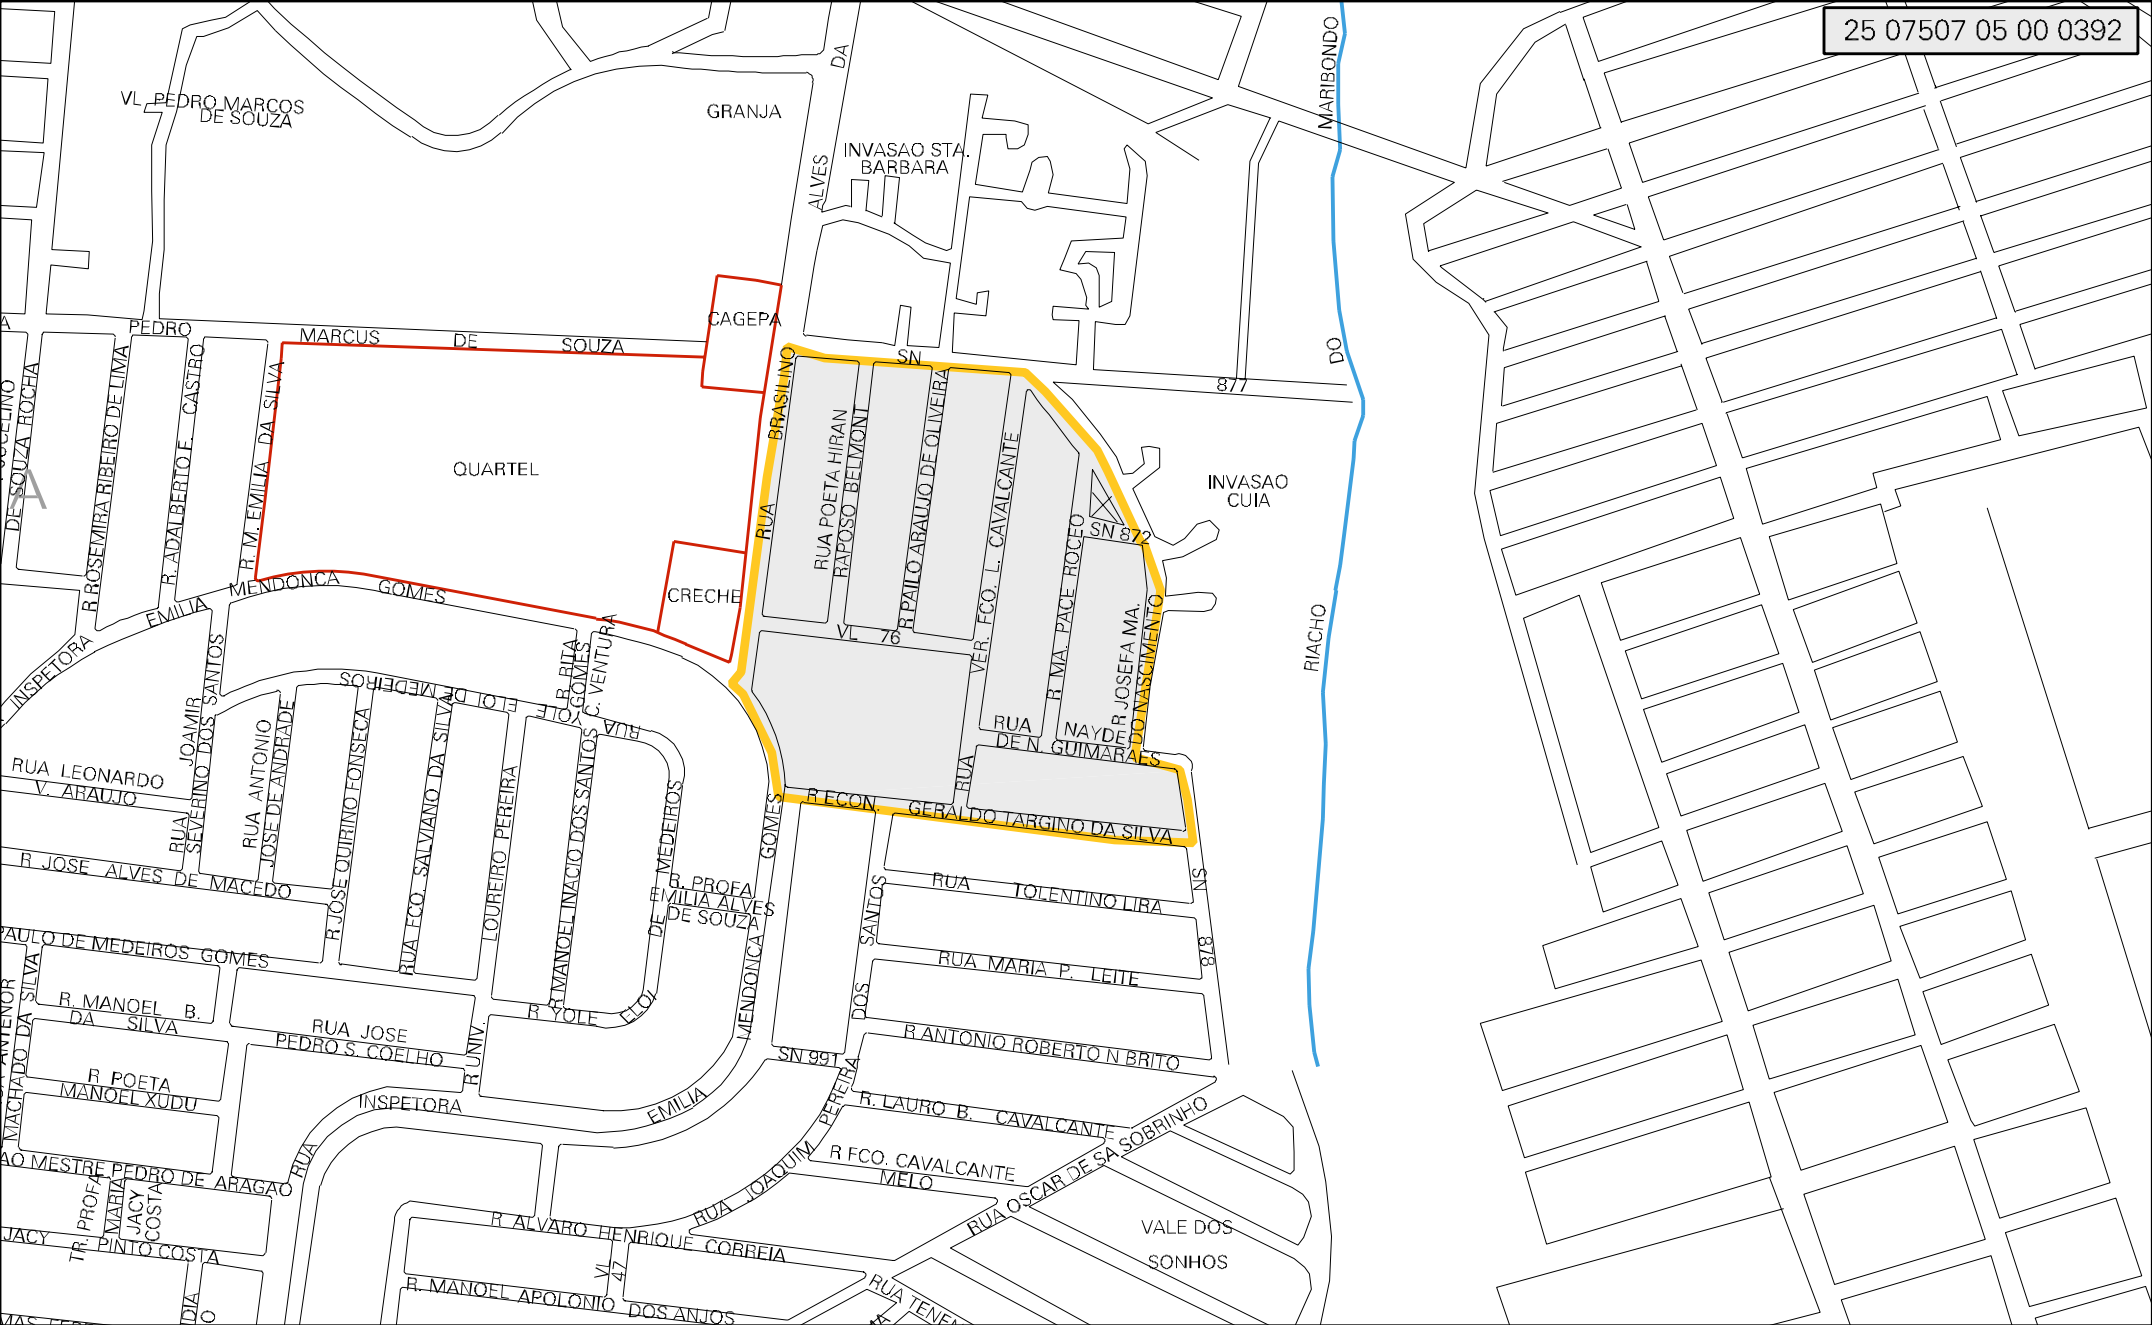 25 07507 05 00 0392
VL PEDRO MARCOS
DE SOUZA
GRANJA
DA
ALVES
INVASAO STA.
BARBARA
MARIBONDO
DO
RIACHO
PEDRO
MARCUS DE SOUZA
CAGEPA
SN
877
DE SOUZA ROCHA
A
R ROSEMIRA RIBEIRO DE LIMA
R. ADALBERTO F. CASTRO
R. M. EMILIA DA SILVA
QUARTEL
RUA BRASILINO
RUA POETA HIRAN
RAPOSO BELMONT
R PAULO ARAUJO DE OLIVEIRA
VER. FCO. L. CAVALCANTE
RUA
R MA. PACE ROCEO
SN 872
R JOSEFA MA.
DO NASCIMENTO
INVASAO
CUIA
CRECHE
VL 76
INSPETORA EMILIA MENDONCA GOMES
RUA JOAMIR
SEVERINO DOS SANTOS
R RITA
GOMES
C. VENTURA
RUA YOLE ELOI DE MEDEIROS
RUA NAYDE
DE N. GUIMARAES
RUA LEONARDO
V. ARAUJO
RUA ANTONIO
JOSE DE ANDRADE
R JOSE QUIRINO FONSECA
RUA FCO. SALVIANO DA SILVA
LOUREIRO PEREIRA
R UNIV.
R MANOEL INACIO DOS SANTOS
DE MEDEIROS
R YOLE ELOI
R ECON. GERALDO TARGINO DA SILVA
R JOSE ALVES DE MACEDO
R. PROFA
EMILIA ALVES
DE SOUZA
RUA TOLENTINO LIRA
SN 878
PAULO DE MEDEIROS GOMES
RUA MARIA P. LEITE
R. MANOEL B.
DA SILVA
RUA JOSE
PEDRO S. COELHO
R ANTONIO ROBERTO N BRITO
SN 991
R POETA
MANOEL XUDU
MACHADO DA SILVA
RUA INSPETORA EMILIA MENDONCA GOMES
RUA JOAQUIM PEREIRA DOS SANTOS
R. LAURO B. CAVALCANTE
R FCO. CAVALCANTE
MELO
RUA OSCAR DE SA SOBRINHO
AO MESTRE PEDRO DE ARAGAO
TR. PROFA
MARIA
JACY
COSTA
JACY PINTO COSTA
R ALVARO HENRIQUE CORREIA
VL
47
R. MANOEL APOLONIO DOS ANJOS
VALE DOS
SONHOS